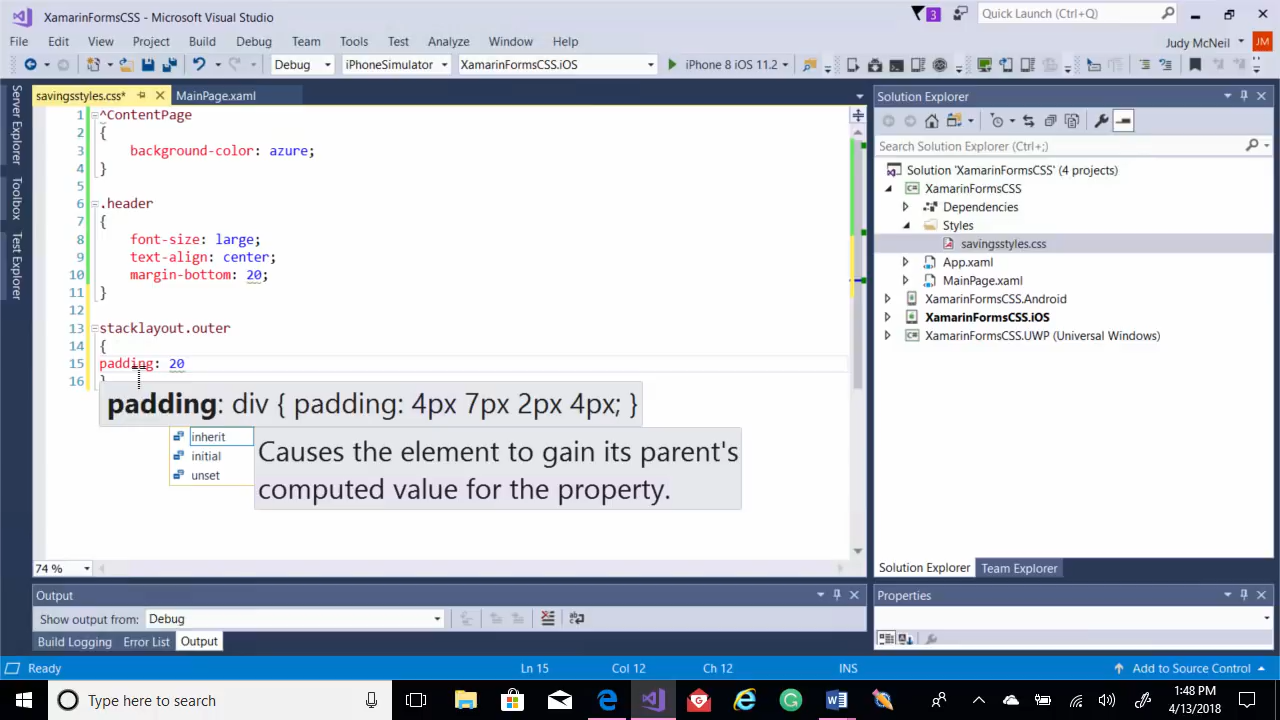 XamarinFormsCSS - Microsoft Visual Studio
3
Quick Launch (Ctrl+Q)
File Edit View Project Build Debug Team Tools Test Analyze Window Help
Judy McNeil JM
Debug iPhoneSimulator XamarinFormsCSS.iOS iPhone 8 iOS 11.2
Server Explorer
Toolbox
Test Explorer
savingsstyles.css* MainPage.xaml
1 ^ContentPage
2 {
3 background-color: azure;
4 }
5
6 .header
7 {
8 font-size: large;
9 text-align: center;
10 margin-bottom: 20;
11 }
12
13 stacklayout.outer
14 {
15 padding: 20
16 }
padding: div { padding: 4px 7px 2px 4px; }
inherit
initial
unset
Causes the element to gain its parent's
computed value for the property.
74 %
Solution Explorer
Search Solution Explorer (Ctrl+;)
Solution 'XamarinFormsCSS' (4 projects)
XamarinFormsCSS
Dependencies
Styles
savingsstyles.css
App.xaml
MainPage.xaml
XamarinFormsCSS.Android
XamarinFormsCSS.iOS
XamarinFormsCSS.UWP (Universal Windows)
Solution Explorer Team Explorer
Output
Show output from: Debug
Build Logging Error List Output
Properties
Ready Ln 15 Col 12 Ch 12 INS Add to Source Control
Type here to search
1:48 PM
4/13/2018